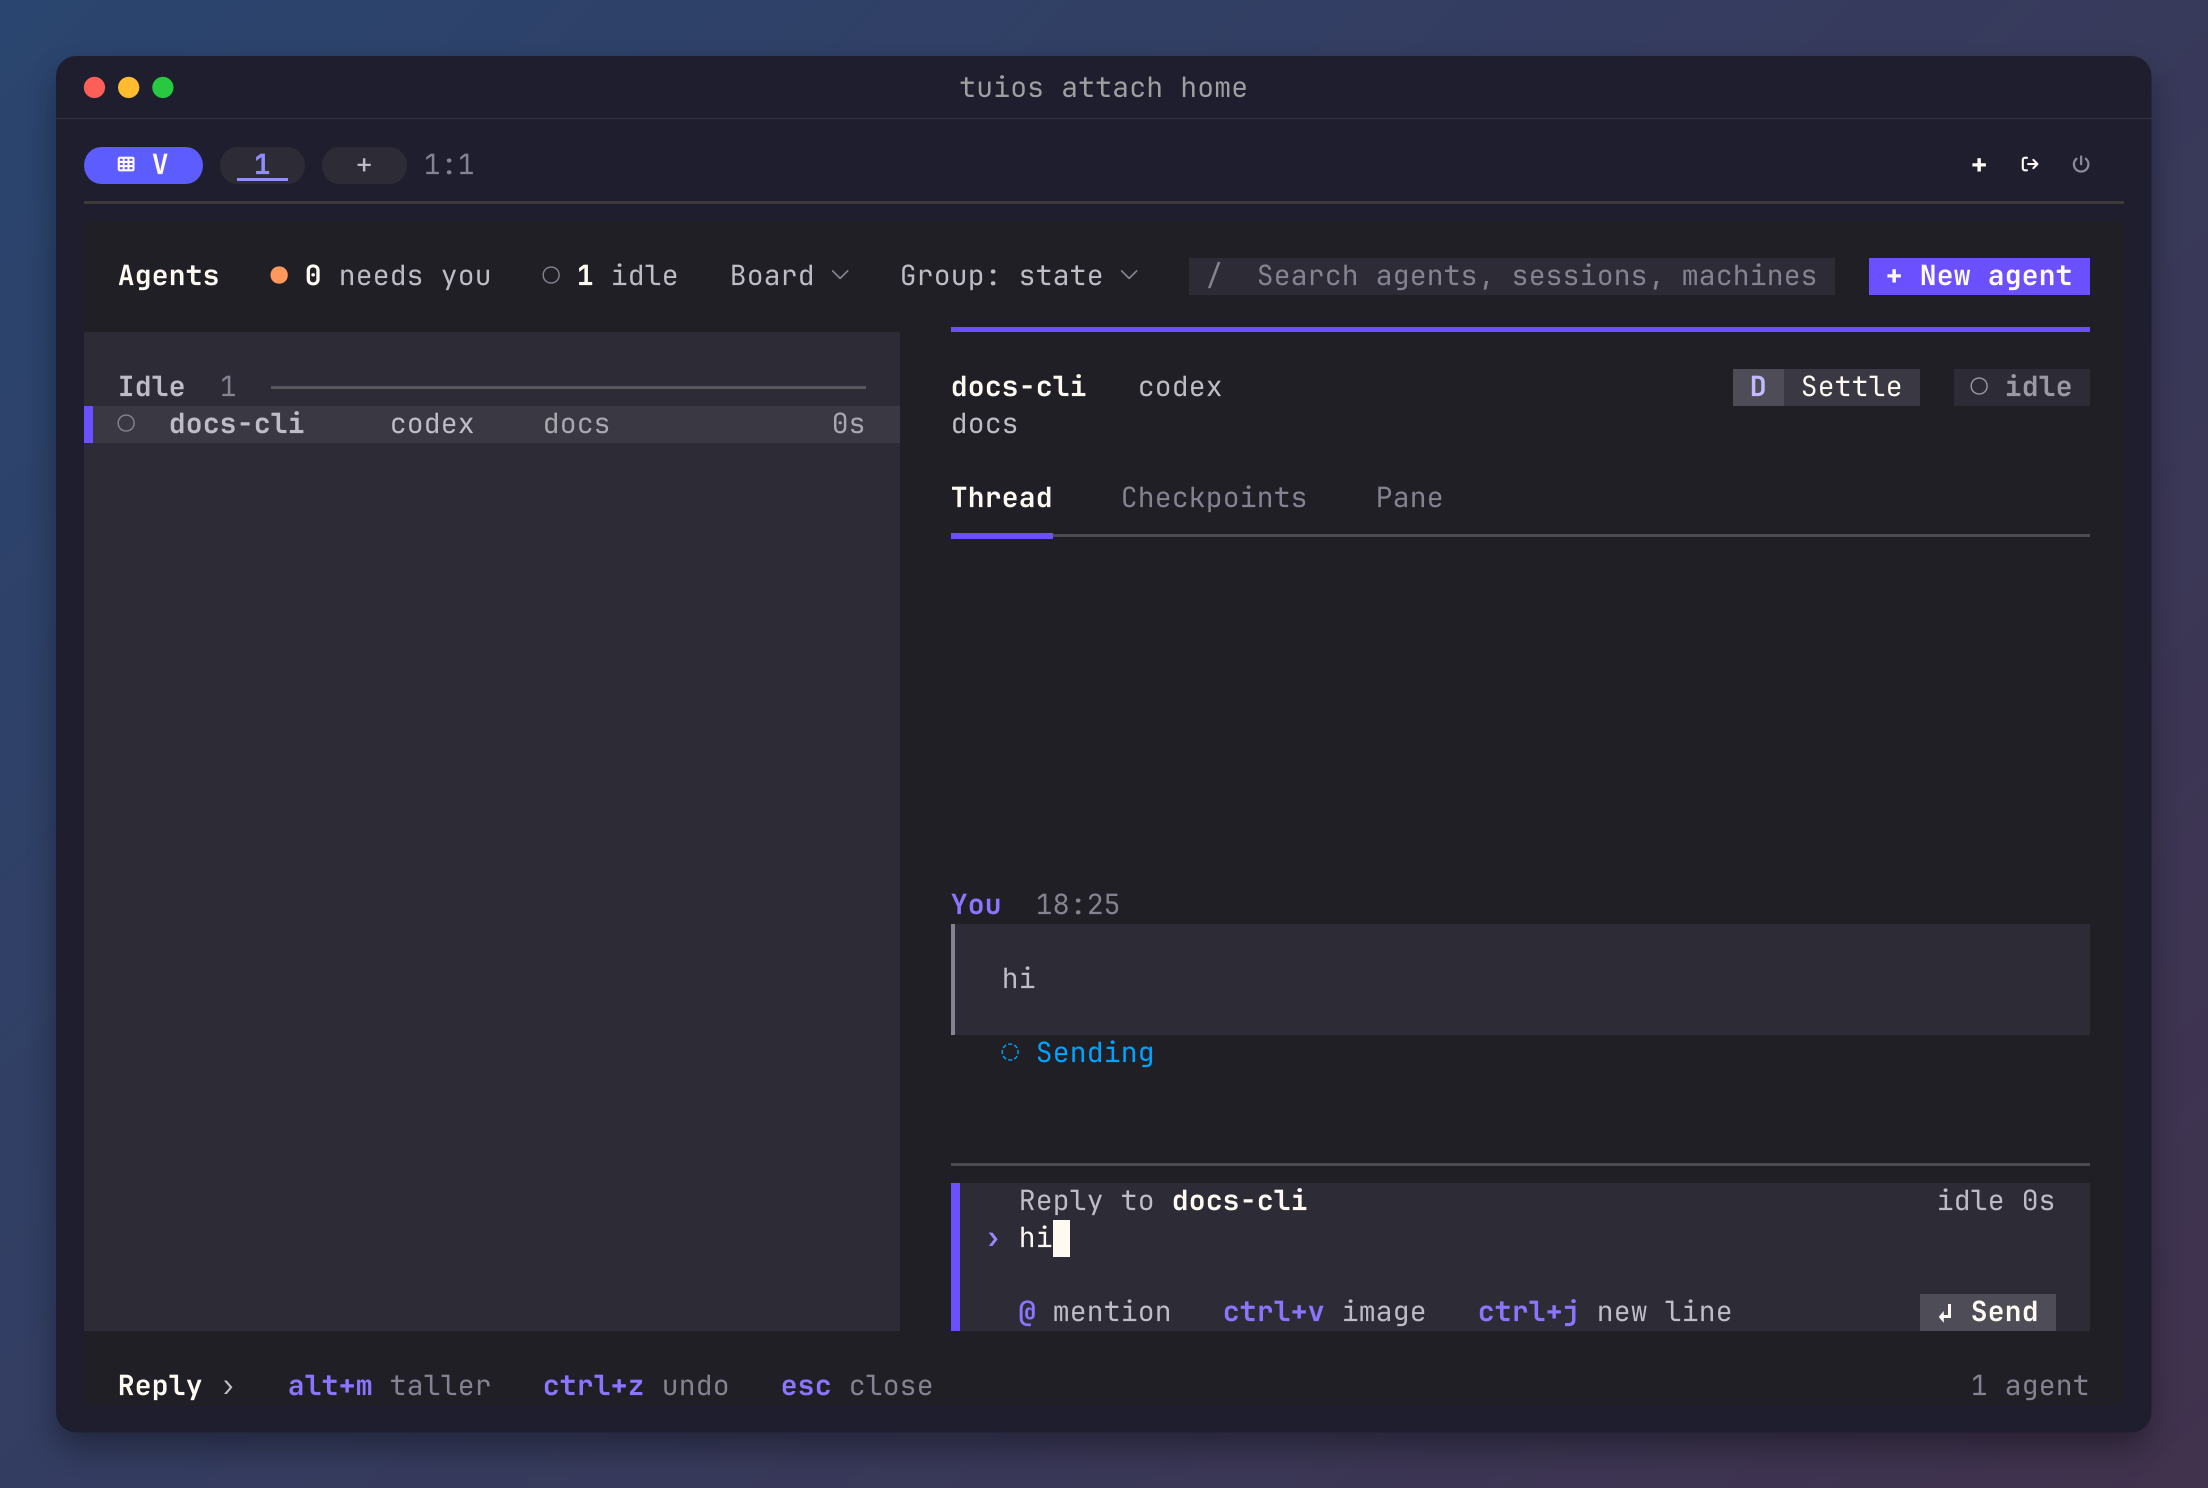 tuios attach home
V 1 + 1:1 +
Agents 0 needs you 1 idle Board Group: state / Search agents, sessions, machines + New agent
Idle 1
docs-cli codex docs 0s
docs-cli codex D Settle idle
docs
Thread Checkpoints Pane
You 18:25
hi
Sending
Reply to docs-cli idle 0s
› hi
@ mention ctrl+v image ctrl+j new line ↲ Send
Reply › alt+m taller ctrl+z undo esc close 1 agent